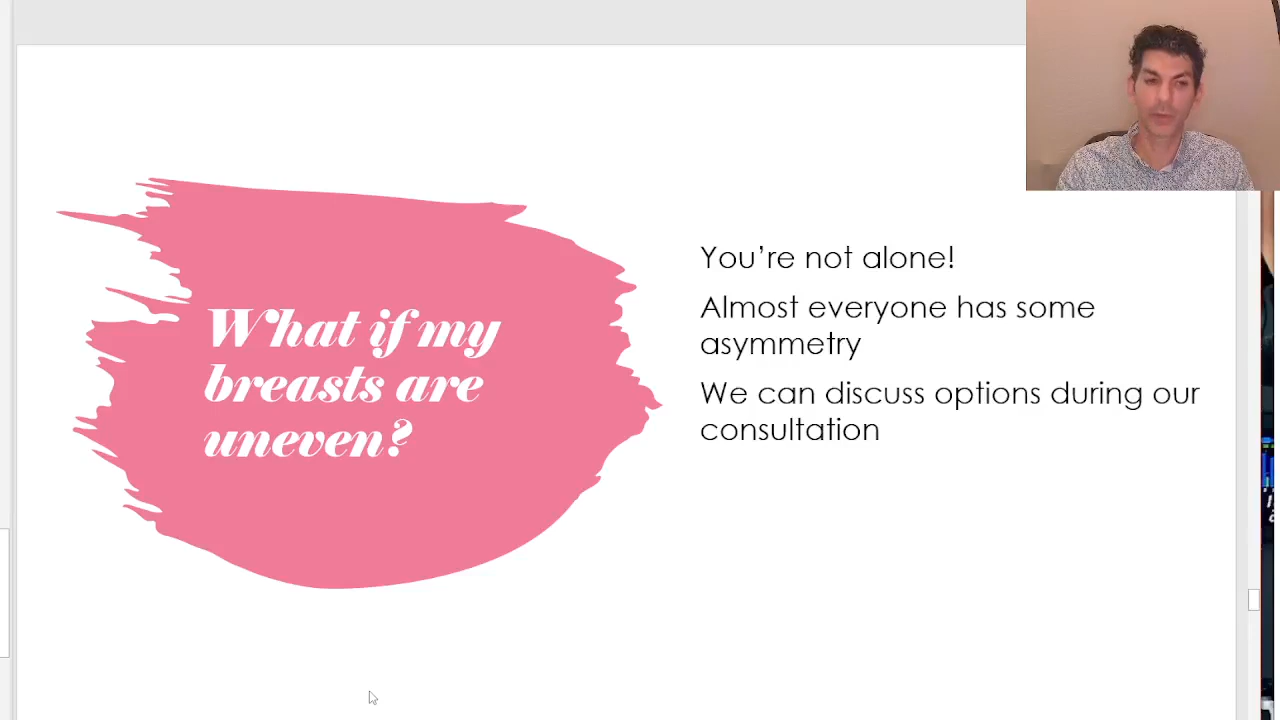 What if my
breasts are
uneven?
You're not alone!
Almost everyone has some
asymmetry
We can discuss options during our
consultation